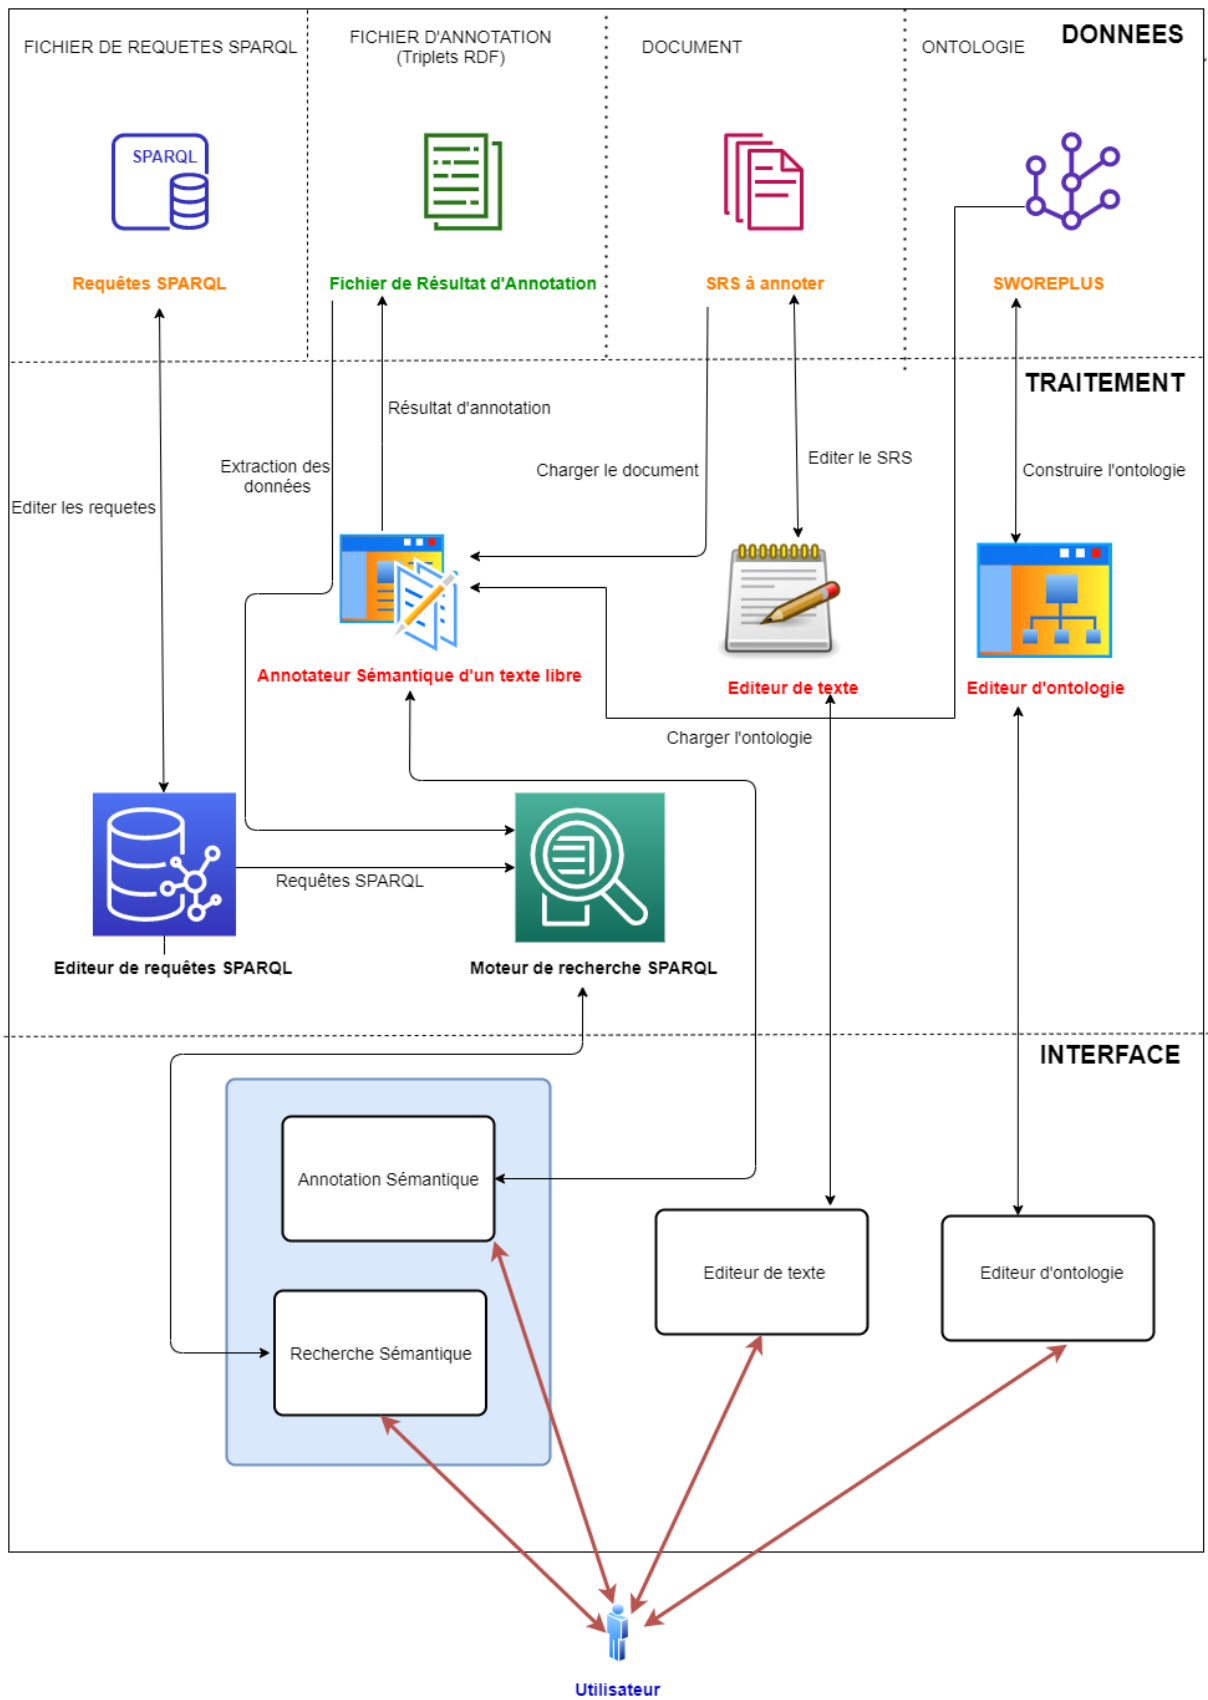 DONNEES
FICHIER DE REQUETES SPARQL
FICHIER D'ANNOTATION
(Triplets RDF)
DOCUMENT
ONTOLOGIE
SPARQL
Requêtes SPARQL
Fichier de Résultat d'Annotation
SRS à annoter
SWOREPLUS
TRAITEMENT
Résultat d'annotation
Extraction des
données
Charger le document
Editer le SRS
Construire l'ontologie
Editer les requetes
Annotateur Sémantique d'un texte libre
Editeur de texte
Editeur d'ontologie
Charger l'ontologie
Requêtes SPARQL
Editeur de requêtes SPARQL
Moteur de recherche SPARQL
INTERFACE
Annotation Sémantique
Editeur de texte
Editeur d'ontologie
Recherche Sémantique
Utilisateur